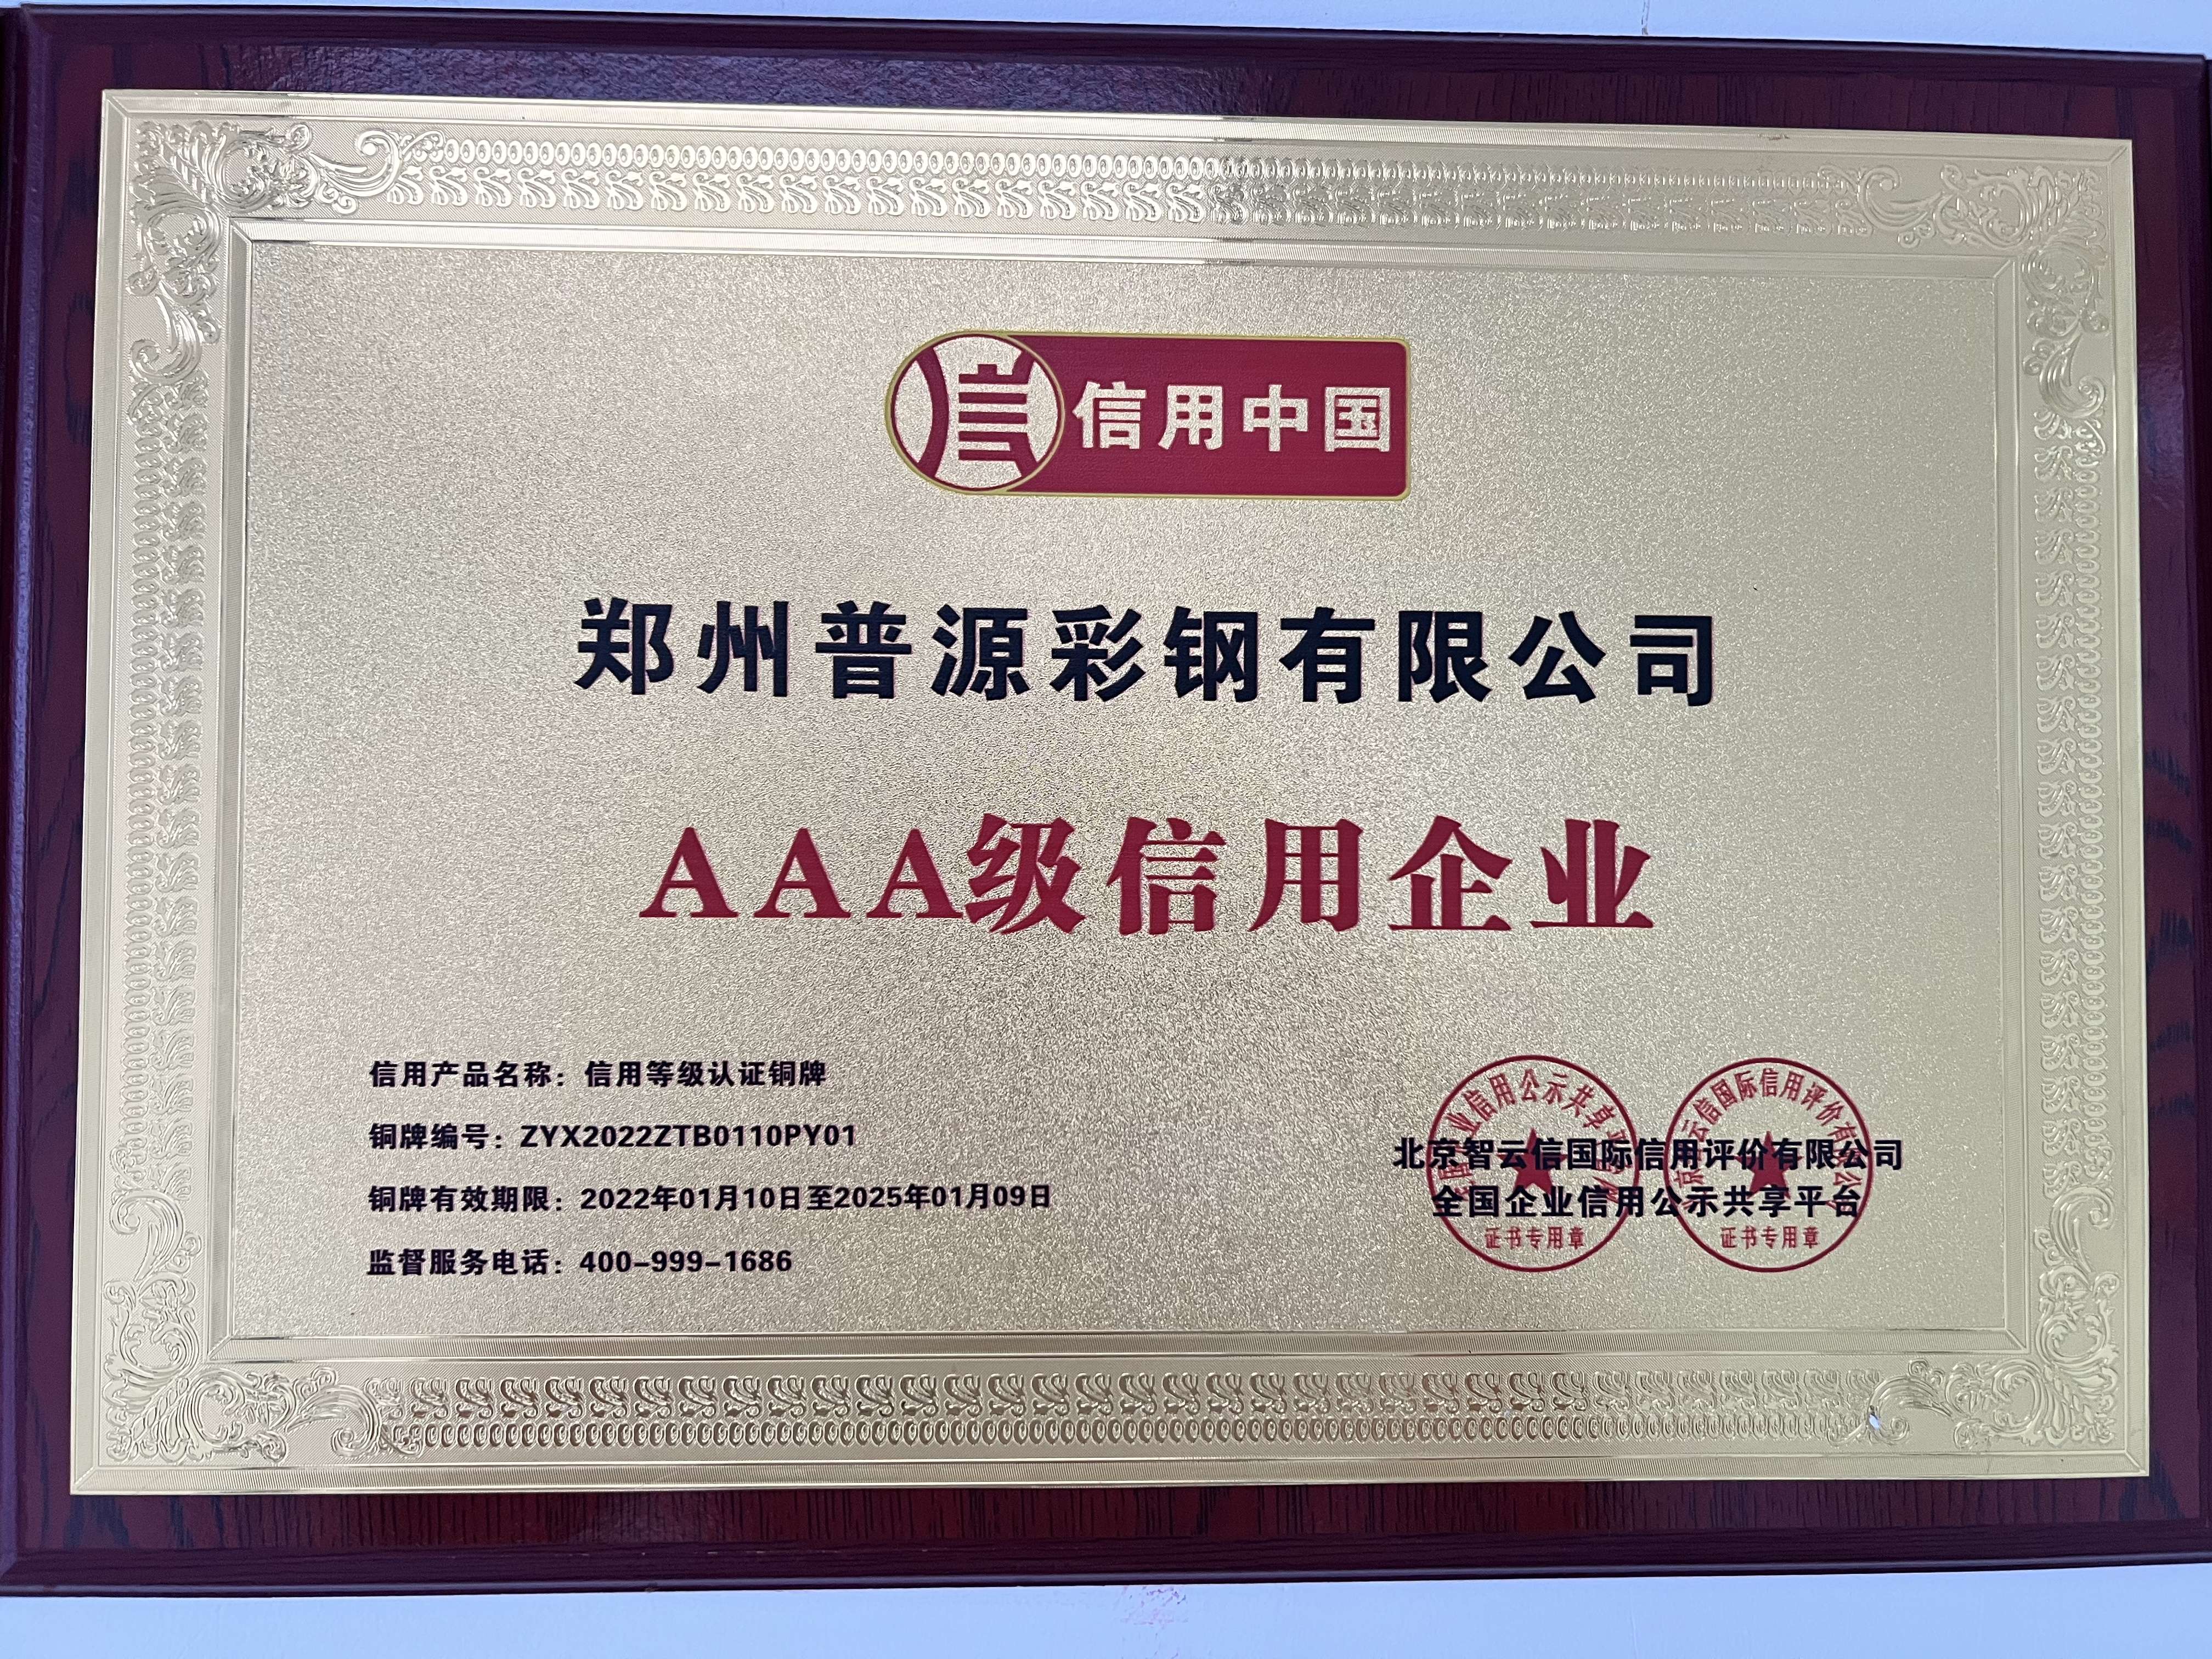 信用中国
郑州普源彩钢有限公司
AAA级信用企业
信用产品名称：信用等级认证铜牌
铜牌编号：ZYX2022ZTB0110PY01
铜牌有效期限：2022年01月10日至2025年01月09日
监督服务电话：400-999-1686
北京智云信国际信用评价有限公司
全国企业信用公示共享平台
证书专用章
证书专用章